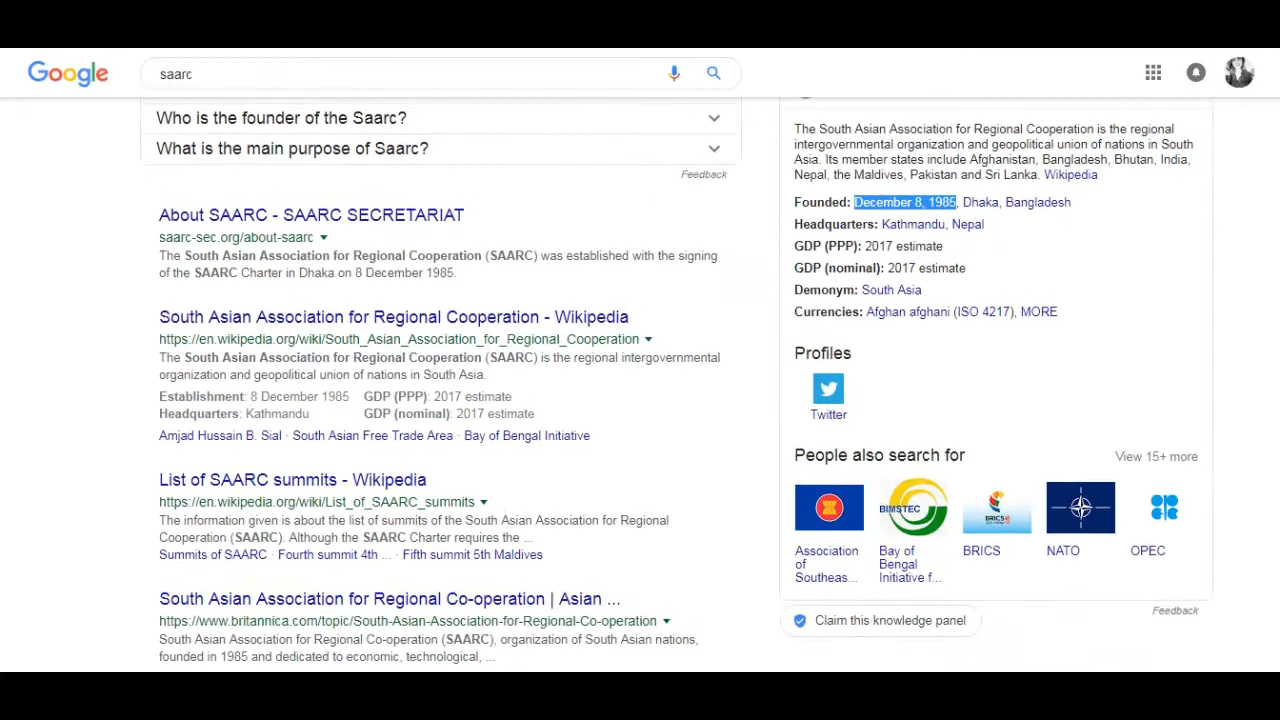 Google
saarc
Who is the founder of the Saarc?
What is the main purpose of Saarc?
Feedback
About SAARC - SAARC SECRETARIAT
saarc-sec.org/about-saarc
The South Asian Association for Regional Cooperation (SAARC) was established with the signing
of the SAARC Charter in Dhaka on 8 December 1985.
South Asian Association for Regional Cooperation - Wikipedia
https://en.wikipedia.org/wiki/South_Asian_Association_for_Regional_Cooperation
The South Asian Association for Regional Cooperation (SAARC) is the regional intergovernmental
organization and geopolitical union of nations in South Asia.
Establishment: 8 December 1985 GDP (PPP): 2017 estimate
Headquarters: Kathmandu GDP (nominal): 2017 estimate
Amjad Hussain B. Sial · South Asian Free Trade Area · Bay of Bengal Initiative
List of SAARC summits - Wikipedia
https://en.wikipedia.org/wiki/List_of_SAARC_summits
The information given is about the list of summits of the South Asian Association for Regional
Cooperation (SAARC). Although the SAARC Charter requires the ...
Summits of SAARC · Fourth summit 4th ... · Fifth summit 5th Maldives
South Asian Association for Regional Co-operation | Asian ...
https://www.britannica.com/topic/South-Asian-Association-for-Regional-Co-operation
South Asian Association for Regional Co-operation (SAARC), organization of South Asian nations,
founded in 1985 and dedicated to economic, technological, ...
The South Asian Association for Regional Cooperation is the regional
intergovernmental organization and geopolitical union of nations in South
Asia. Its member states include Afghanistan, Bangladesh, Bhutan, India,
Nepal, the Maldives, Pakistan and Sri Lanka. Wikipedia
Founded: December 8, 1985, Dhaka, Bangladesh
Headquarters: Kathmandu, Nepal
GDP (PPP): 2017 estimate
GDP (nominal): 2017 estimate
Demonym: South Asia
Currencies: Afghan afghani (ISO 4217), MORE
Profiles
Twitter
People also search for
View 15+ more
BIMSTEC
BRICS
Association
of
Southeas...
Bay of
Bengal
Initiative f...
BRICS
NATO
OPEC
Feedback
Claim this knowledge panel